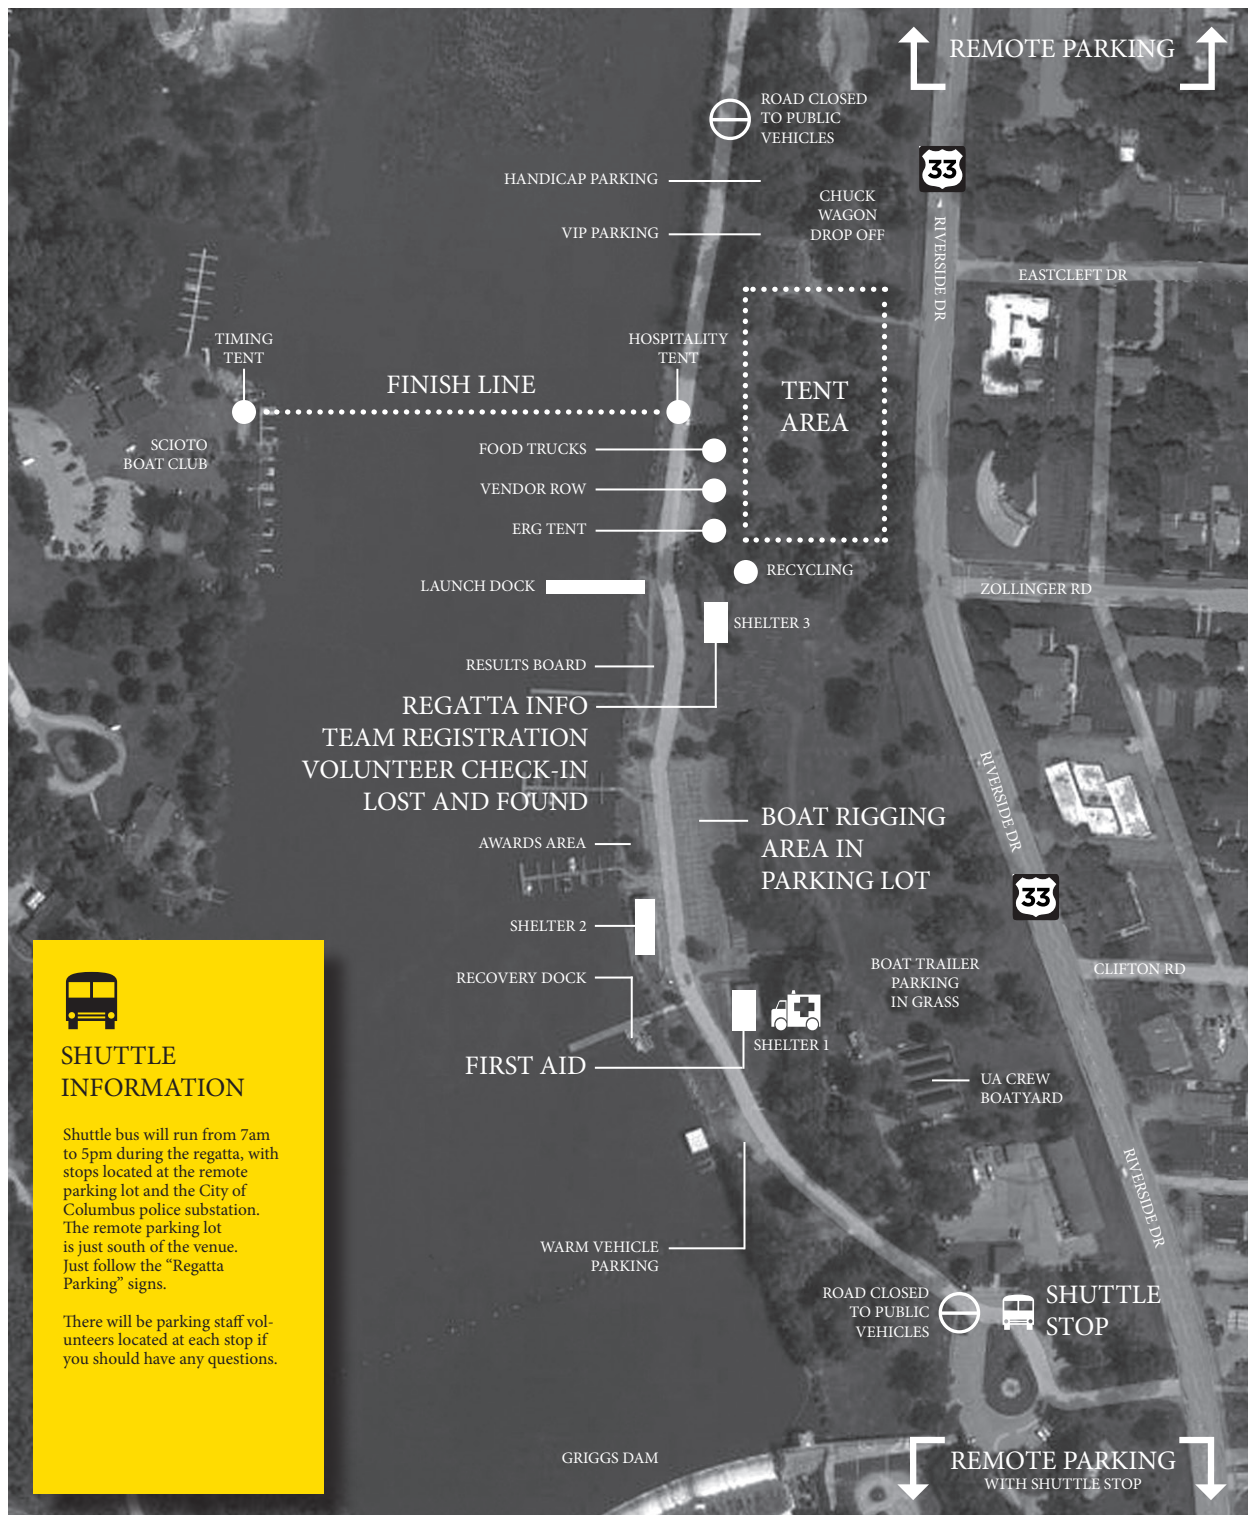 REMOTE PARKING
ROAD CLOSED
TO PUBLIC
VEHICLES
33
HANDICAP PARKING
CHUCK
WAGON
DROP OFF
VIP PARKING
RIVERSIDE DR
EASTCLEFT DR
TIMING
TENT
HOSPITALITY
TENT
FINISH LINE
TENT
AREA
SCIOTO
BOAT CLUB
FOOD TRUCKS
VENDOR ROW
ERG TENT
RECYCLING
LAUNCH DOCK
ZOLLINGER RD
SHELTER 3
RESULTS BOARD
REGATTA INFO
TEAM REGISTRATION
VOLUNTEER CHECK-IN
LOST AND FOUND
RIVERSIDE DR
BOAT RIGGING
AREA IN
PARKING LOT
AWARDS AREA
33
SHELTER 2
BOAT TRAILER
PARKING
IN GRASS
CLIFTON RD
RECOVERY DOCK
SHELTER 1
FIRST AID
UA CREW
BOATYARD
RIVERSIDE DR
WARM VEHICLE
PARKING
ROAD CLOSED
TO PUBLIC
VEHICLES
SHUTTLE
STOP
GRIGGS DAM
REMOTE PARKING
WITH SHUTTLE STOP
SHUTTLE
INFORMATION
Shuttle bus will run from 7am
to 5pm during the regatta, with
stops located at the remote
parking lot and the City of
Columbus police substation.
The remote parking lot
is just south of the venue.
Just follow the “Regatta
Parking” signs.
There will be parking staff vol-
unteers located at each stop if
you should have any questions.